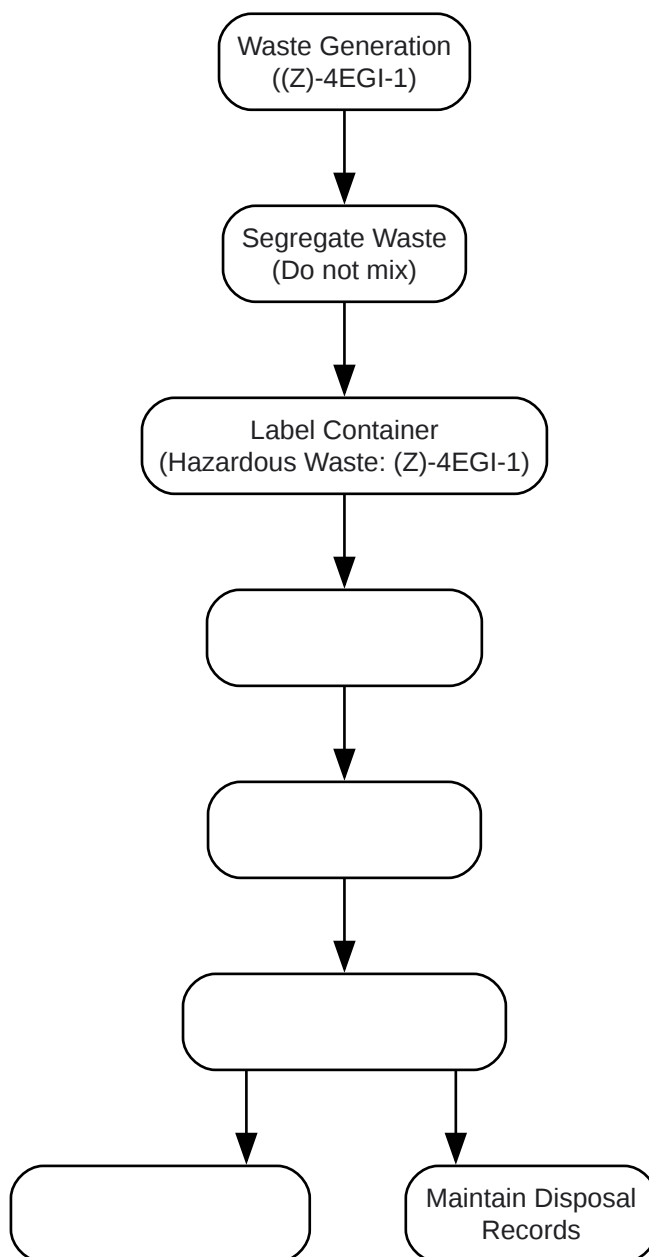 Waste Generation
((Z)-4EGI-1)
Segregate Waste
(Do not mix)
Label Container
(Hazardous Waste: (Z)-4EGI-1)
Maintain Disposal
Records